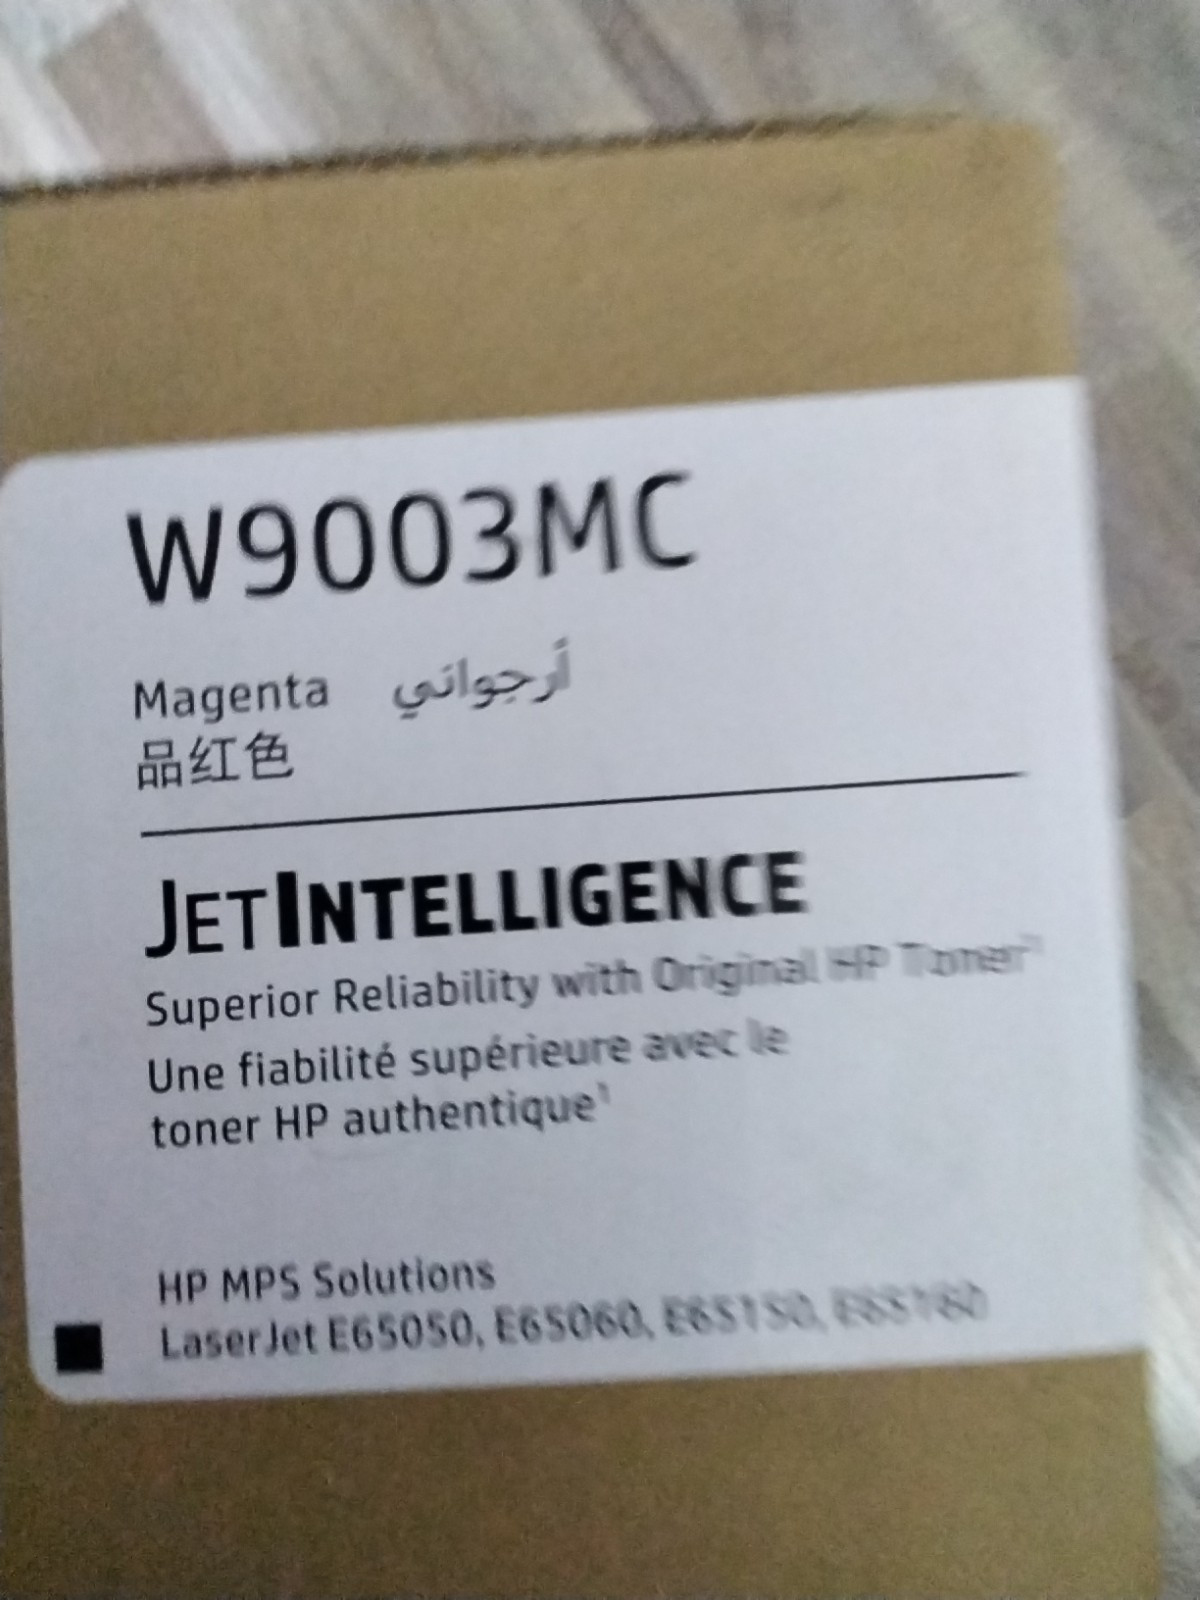 W9003MC
Magenta أرجواني
品红色
JETINTELLIGENCE
Superior Reliability with Original HP Toner¹
Une fiabilité supérieure avec le
toner HP authentique¹
HP MPS Solutions
LaserJet E65050, E65060, E65150, E65160